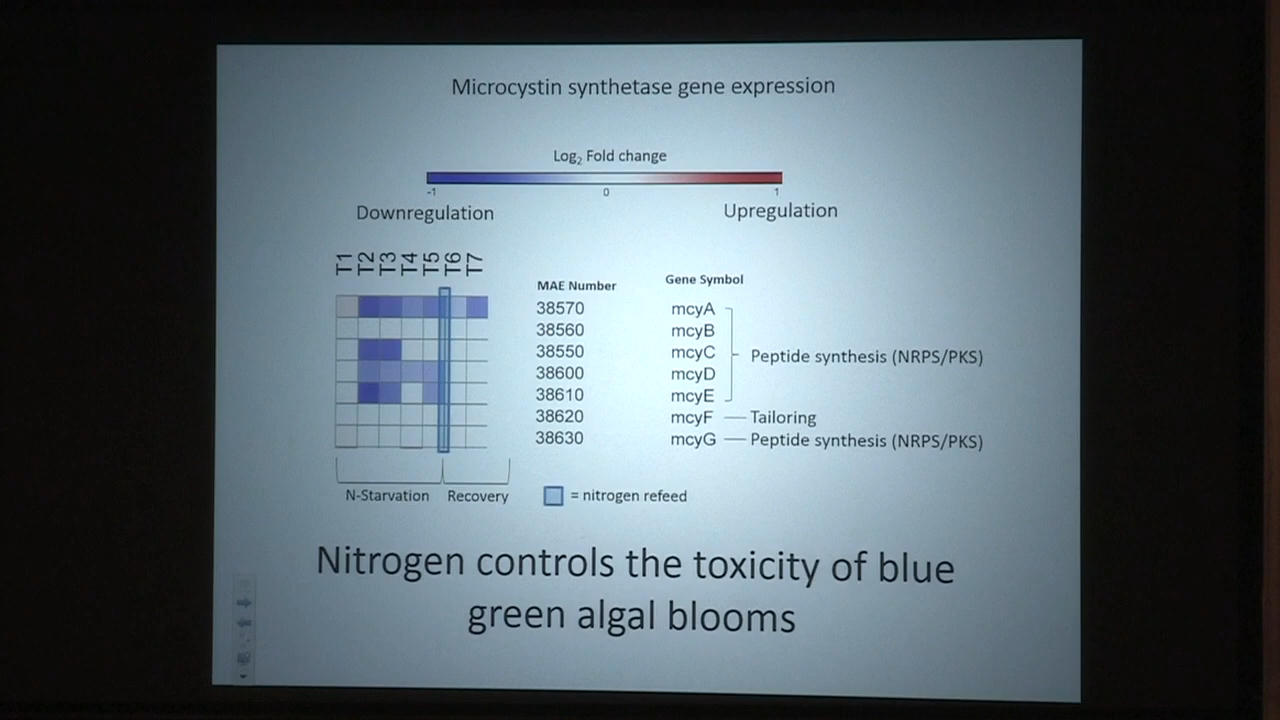 Microcystin synthetase gene expression
Log₂ Fold change
-1 0 1
Downregulation Upregulation
T1 T2 T3 T4 T5 T6 T7
MAE Number Gene Symbol
38570 mcyA
38560 mcyB
38550 mcyC
Peptide synthesis (NRPS/PKS)
38600 mcyD
38610 mcyE
38620 mcyF Tailoring
38630 mcyG Peptide synthesis (NRPS/PKS)
N-Starvation Recovery = nitrogen refeed
Nitrogen controls the toxicity of blue
green algal blooms